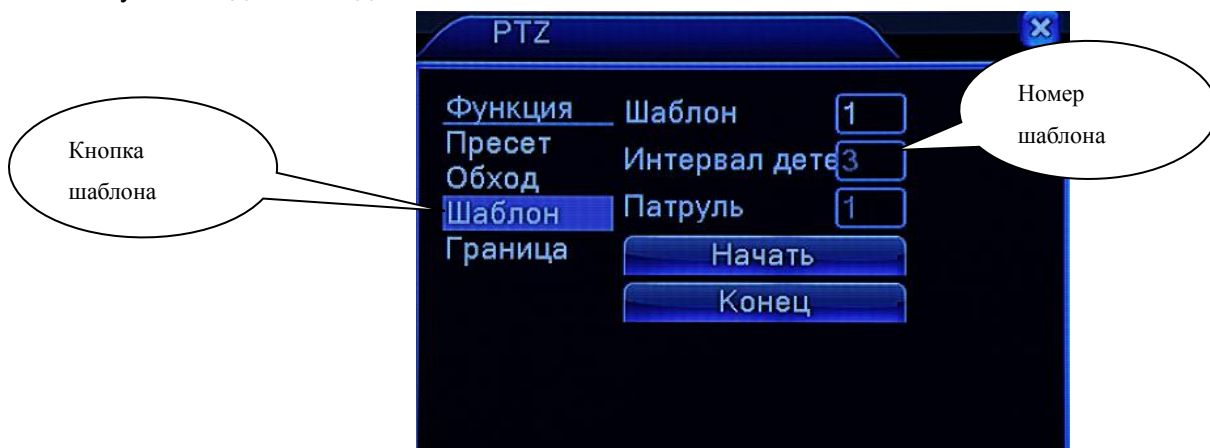 PTZ
Функция
Пресет
Обход
Шаблон
Граница
Шаблон 1
Интервал дете 3
Патруль 1
Начать
Конец
Кнопка
шаблона
Номер
шаблона